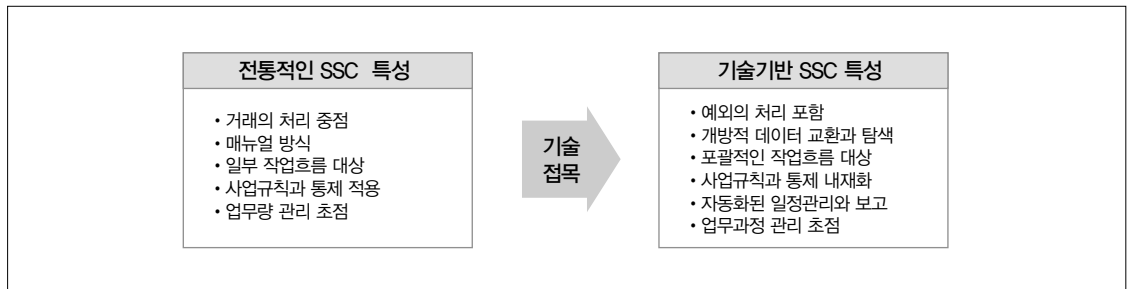 전통적인 SSC 특성
• 거래의 처리 중점
• 매뉴얼 방식
• 일부 작업흐름 대상
• 사업규칙과 통제 적용
• 업무량 관리 초점
기술
접목
기술기반 SSC 특성
• 예외의 처리 포함
• 개방적 데이터 교환과 탐색
• 포괄적인 작업흐름 대상
• 사업규칙과 통제 내재화
• 자동화된 일정관리와 보고
• 업무과정 관리 초점